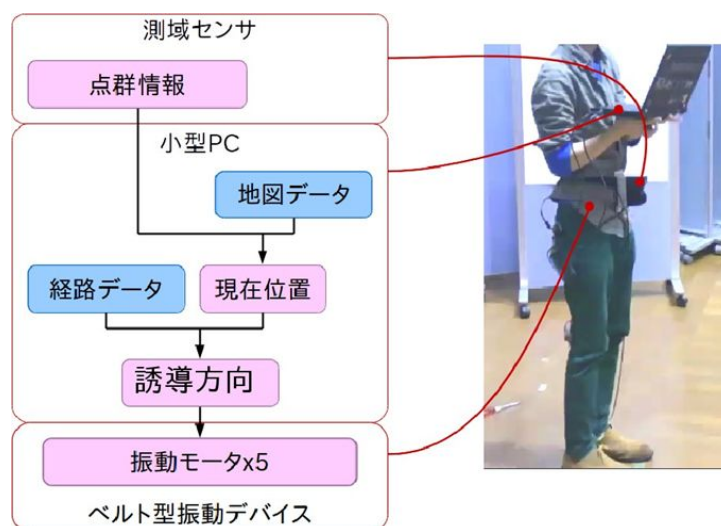 測域センサ
点群情報
小型PC
地図データ
経路データ
現在位置
誘導方向
振動モータx5
ベルト型振動デバイス